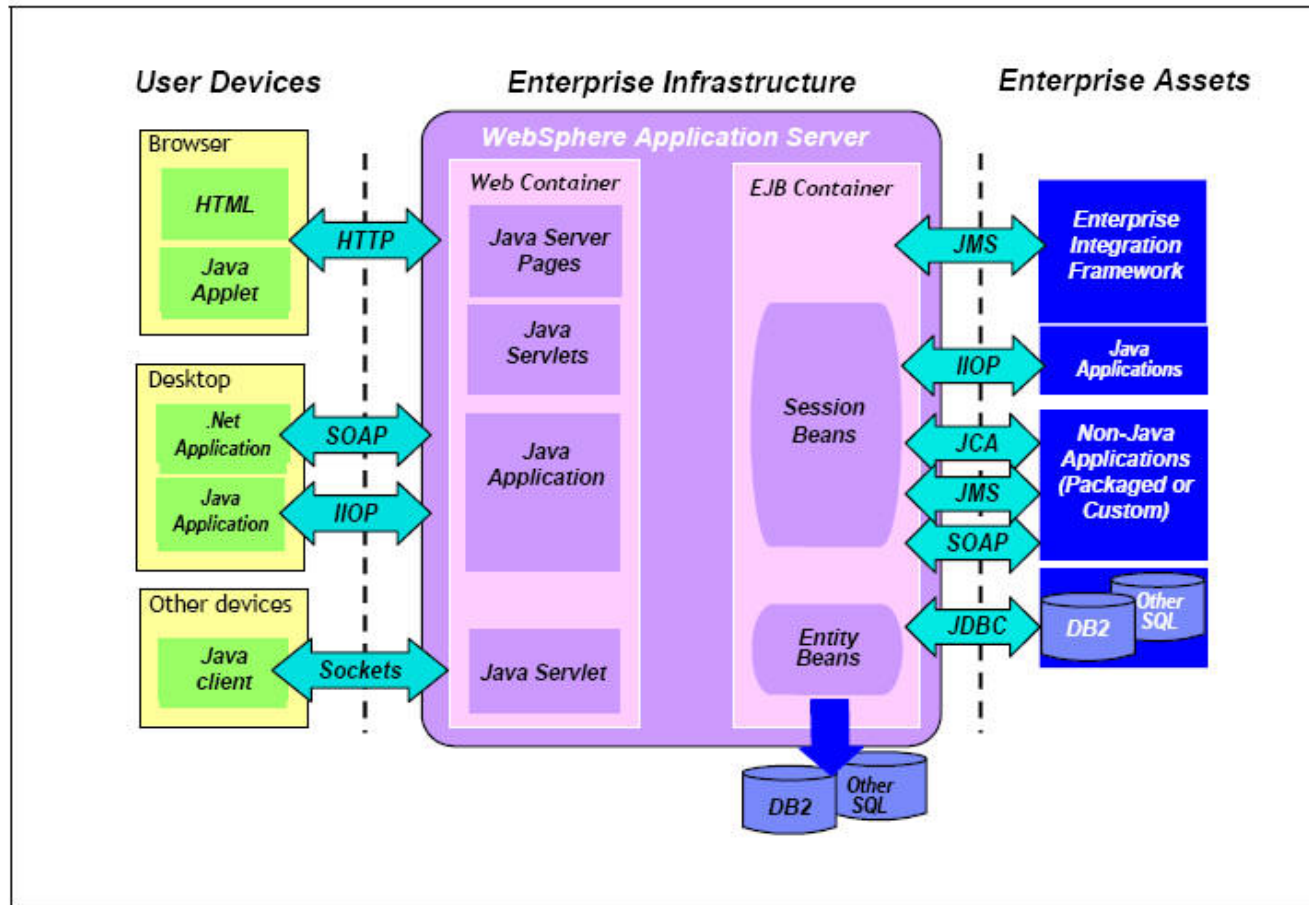 User Devices
Enterprise Infrastructure
Enterprise Assets
Browser
HTML
Java
Applet
HTTP
Desktop
.Net
Application
Java
Application
SOAP
IIOP
Other devices
Java
client
Sockets
WebSphere Application Server
Web Container
Java Server
Pages
Java
Servlets
Java
Application
Java Servlet
EJB Container
Session
Beans
Entity
Beans
DB2
Other
SQL
JMS
IIOP
JCA
JMS
SOAP
JDBC
Enterprise
Integration
Framework
Java
Applications
Non-Java
Applications
(Packaged or
Custom)
DB2
Other
SQL